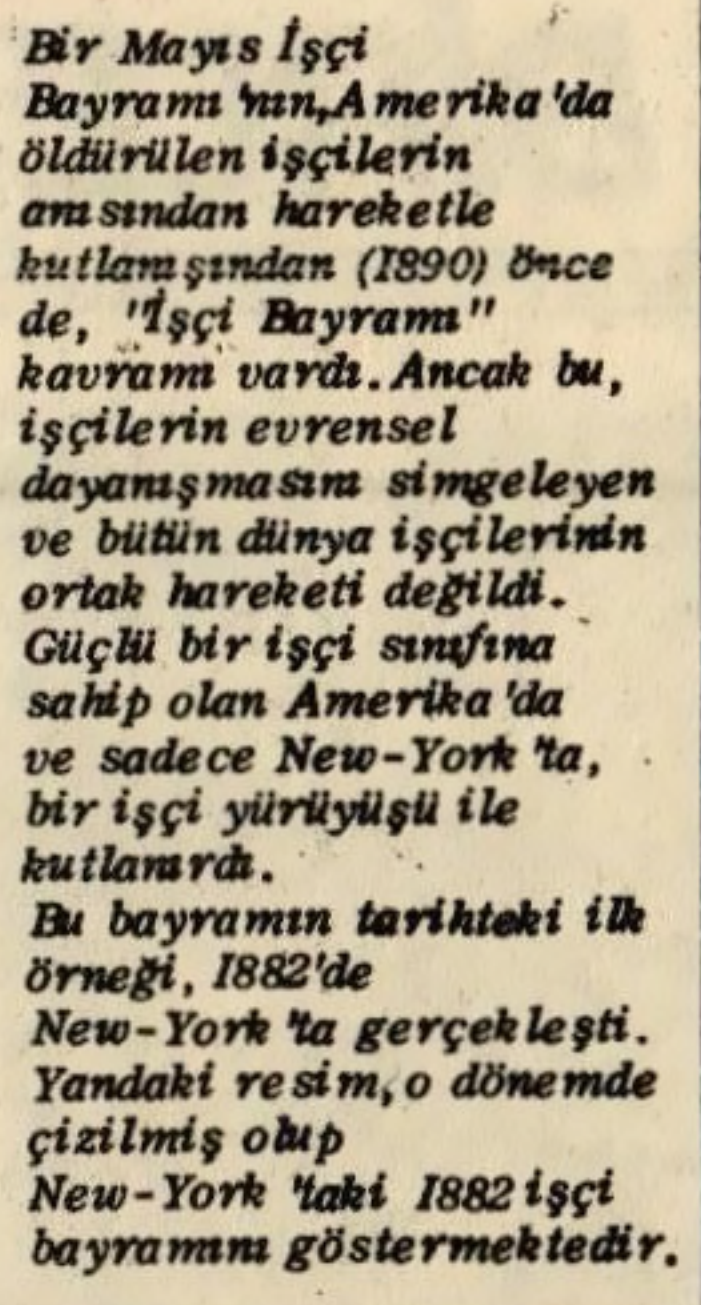 Bir Mayıs İşçi
Bayramı'nın, Amerika'da
öldürülen işçilerin
anısından hareketle
kutlanışından (1890) önce
de, "İşçi Bayramı"
kavramı vardı. Ancak bu,
işçilerin evrensel
dayanışmasını simgeleyen
ve bütün dünya işçilerinin
ortak hareketi değildi.
Güçlü bir işçi sınıfına
sahip olan Amerika'da
ve sadece New-York'ta,
bir işçi yürüyüşü ile
kutlanırdı.
Bu bayramın tarihteki ilk
örneği, 1882'de
New-York'ta gerçekleşti.
Yandaki resim, o dönemde
çizilmiş olup
New-York'taki 1882 işçi
bayramını göstermektedir.